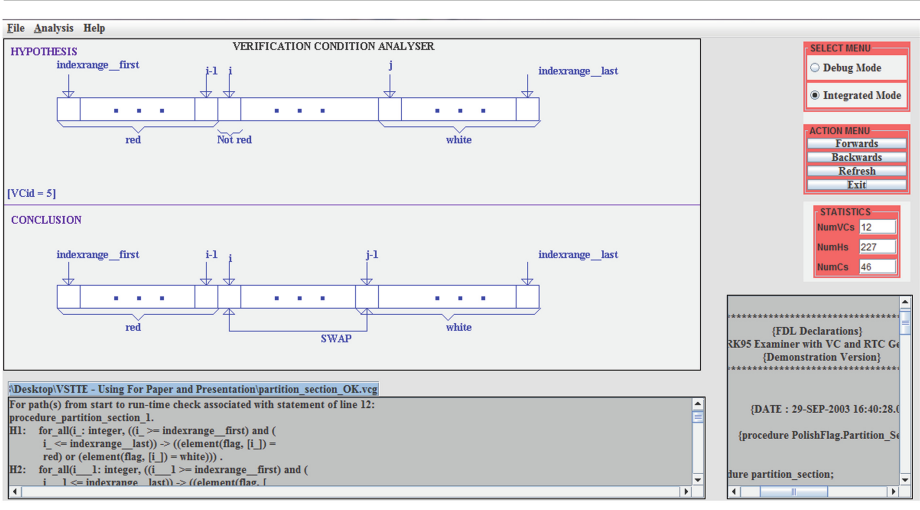 File Analysis Help
VERIFICATION CONDITION ANALYSER
HYPOTHESIS
indexrange__first i-1 i j indexrange__last
red Not red white
[VCid = 5]
CONCLUSION
indexrange__first i-1 i j-1 indexrange__last
red SWAP white
SELECT MENU
Debug Mode
Integrated Mode
ACTION MENU
Forwards
Backwards
Refresh
Exit
STATISTICS
NumVCs 12
NumHs 227
NumCs 46
:\Desktop\VSTTE - Using For Paper and Presentation\partition_section_OK.vcg
For path(s) from start to run-time check associated with statement of line 12:
procedure_partition_section_1.
H1: for_all(i_: integer, ((i_ >= indexrange__first) and (
i_ <= indexrange__last)) -> ((element(flag, [i_]) =
red) or (element(flag, [i_]) = white))) .
H2: for_all(i___1: integer, ((i___1 >= indexrange__first) and (
i___1 <= indexrange__last)) -> ((element(flag, [
****************************************
{FDL Declarations}
RK95 Examiner with VC and RTC Ge
{Demonstration Version}
****************************************
{DATE : 29-SEP-2003 16:40:28.0
{procedure PolishFlag.Partition_Se
dure partition_section;